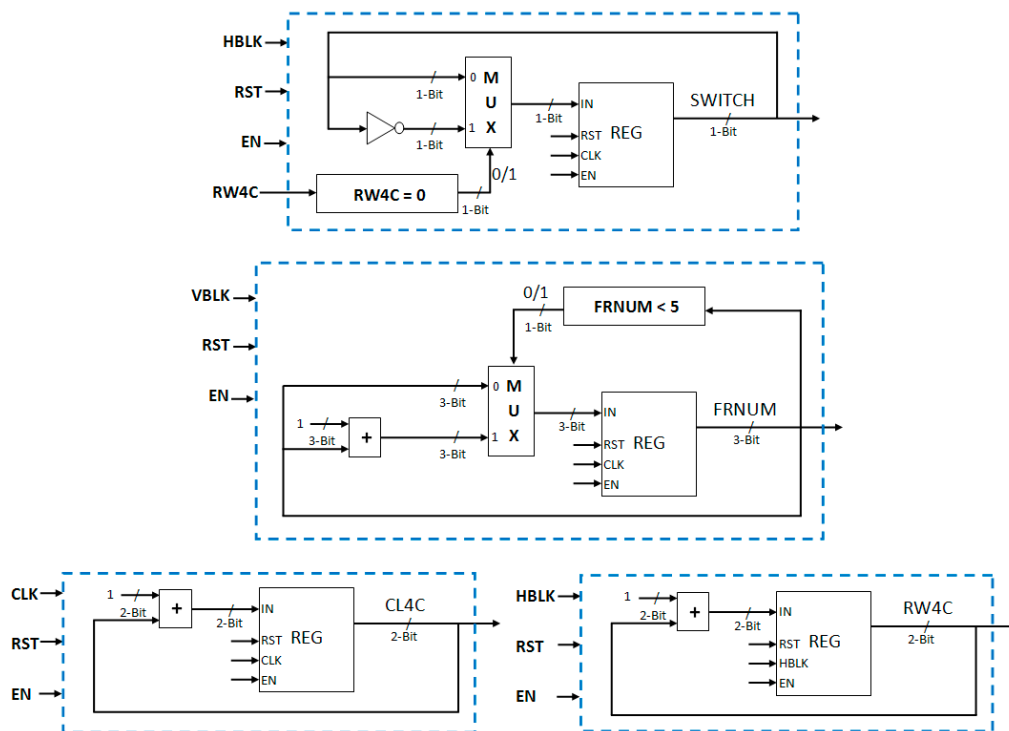 HBLK
RST
EN
RW4C
0 M
U
1 X
1-Bit
1-Bit
0/1
1-Bit
RW4C = 0
1-Bit
IN
RST REG
CLK
EN
SWITCH
1-Bit
VBLK
RST
EN
0/1
1-Bit
FRNUM < 5
0 M
U
1 X
3-Bit
1
3-Bit
+
3-Bit
3-Bit
IN
RST REG
CLK
EN
FRNUM
3-Bit
CLK
RST
EN
1
2-Bit
+
2-Bit
IN
RST REG
CLK
EN
CL4C
2-Bit
HBLK
RST
EN
1
2-Bit
+
2-Bit
IN
RST REG
HBLK
EN
RW4C
2-Bit